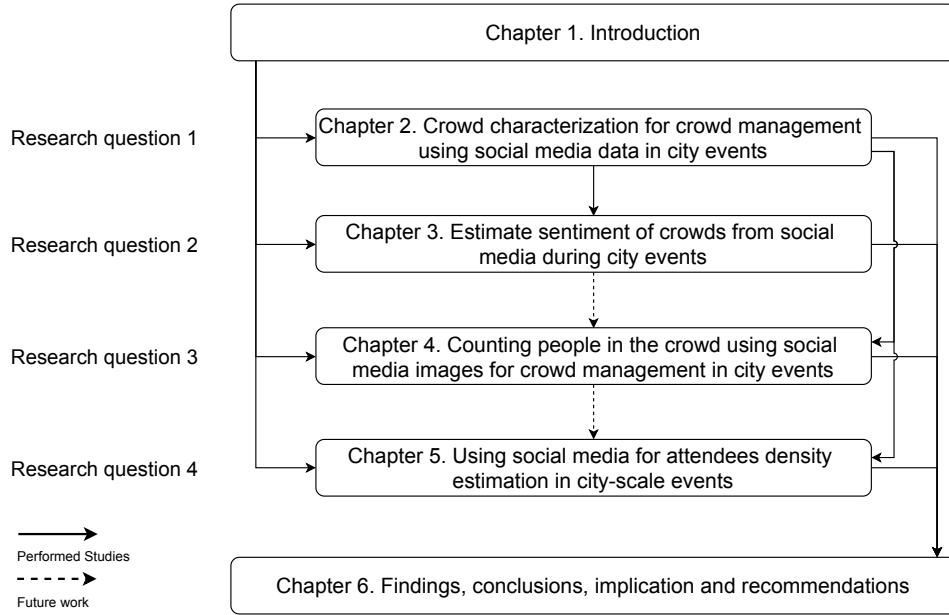 Chapter 1. Introduction
Research question 1
Chapter 2. Crowd characterization for crowd management
using social media data in city events
Research question 2
Chapter 3. Estimate sentiment of crowds from social
media during city events
Research question 3
Chapter 4. Counting people in the crowd using social
media images for crowd management in city events
Research question 4
Chapter 5. Using social media for attendees density
estimation in city-scale events
Performed Studies
Future work
Chapter 6. Findings, conclusions, implication and recommendations